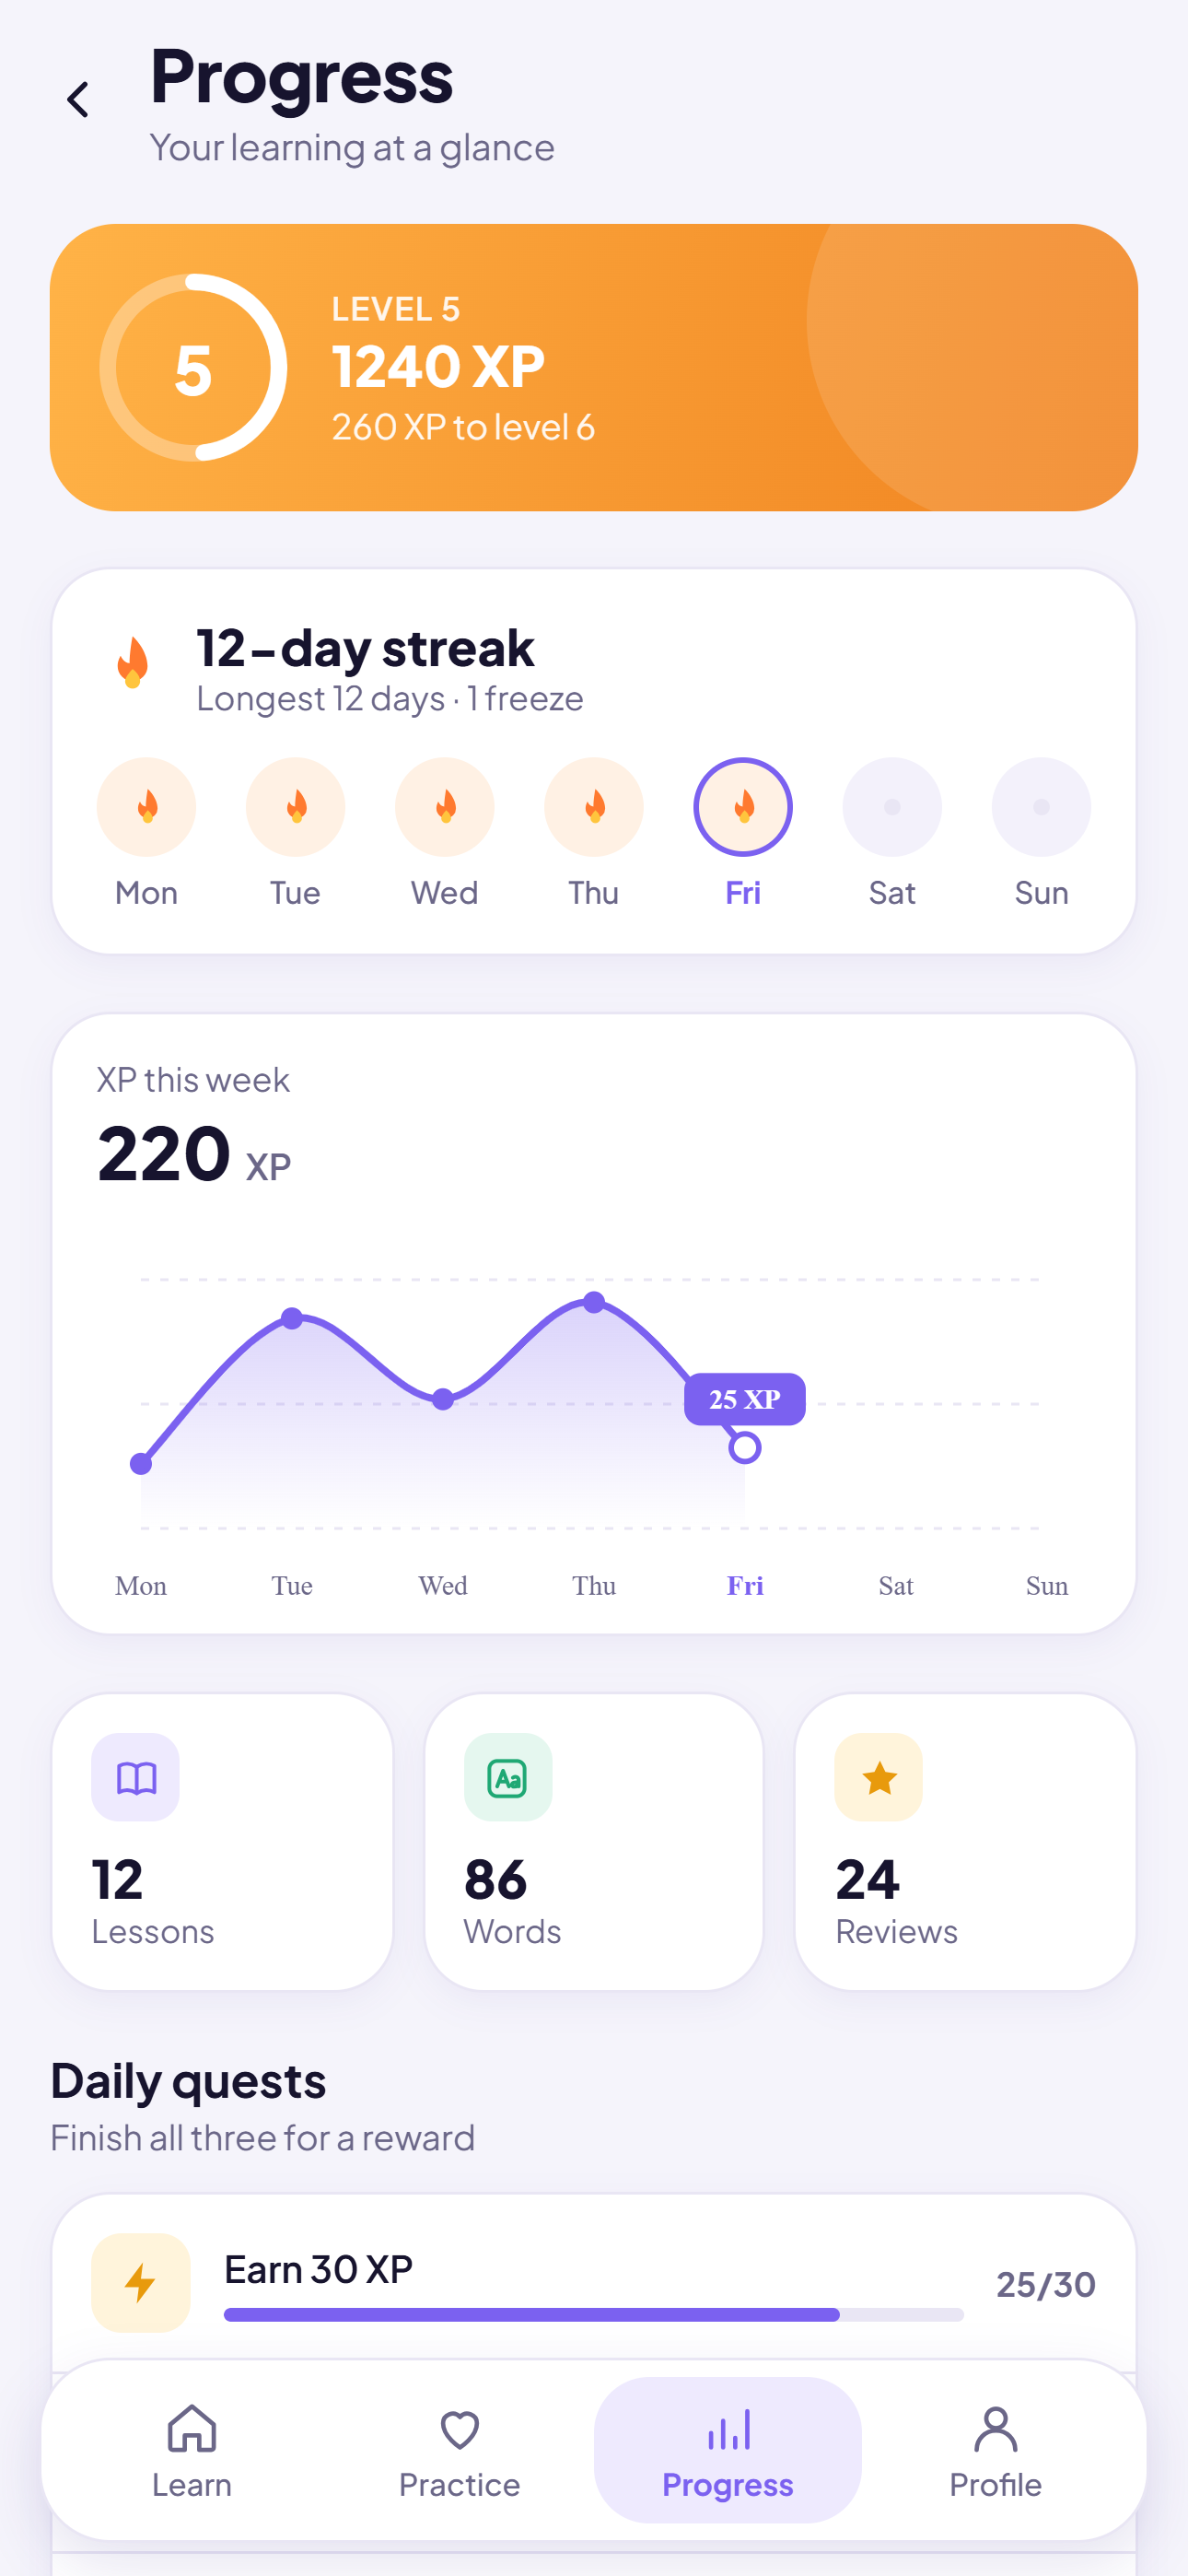 Progress
Your learning at a glance
5
LEVEL 5
1240 XP
260 XP to level 6
12-day streak
Longest 12 days · 1 freeze
Mon Tue Wed Thu Fri Sat Sun
XP this week
220 XP
25 XP
Mon Tue Wed Thu Fri Sat Sun
Aa
12 86 24
Lessons Words Reviews
Daily quests
Finish all three for a reward
Earn 30 XP
25/30
Learn Practice Progress Profile